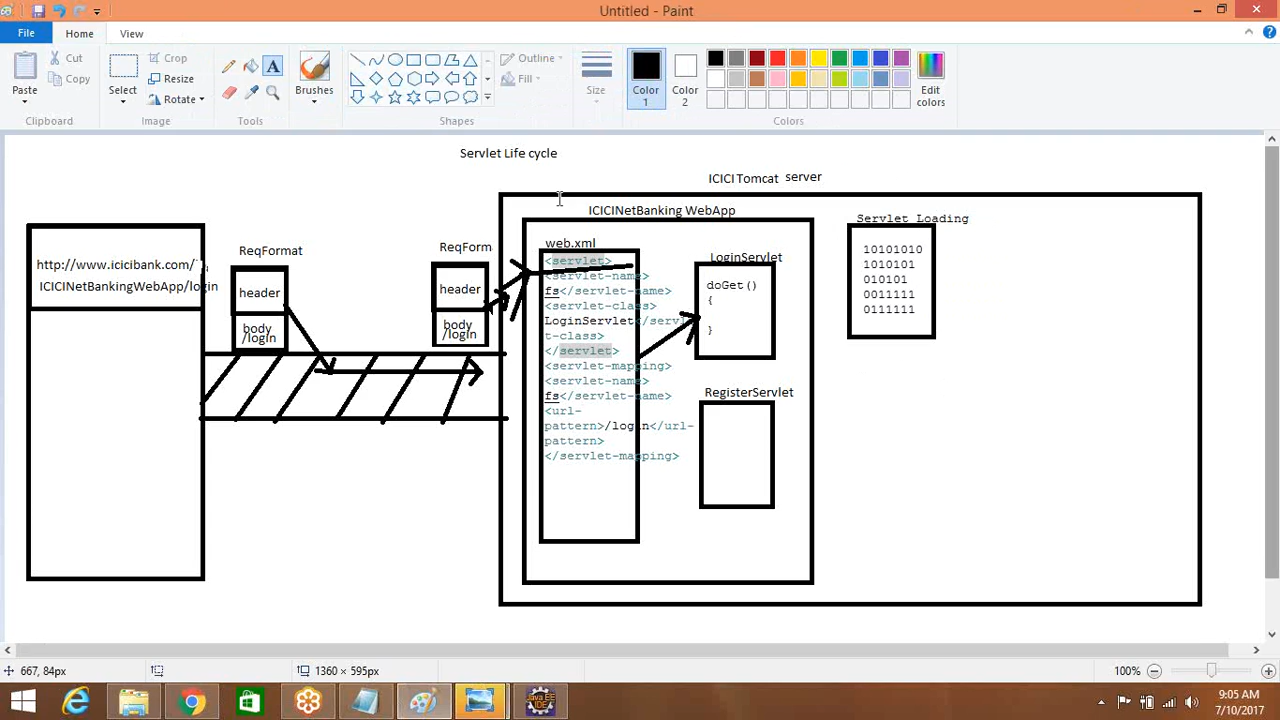 Untitled - Paint
File
Home
View
Paste
Cut
Copy
Clipboard
Select
Crop
Resize
Rotate
Image
A
Tools
Brushes
Outline
Fill
Shapes
Size
Color
1
Color
2
Edit
colors
Colors
Servlet Life cycle
ICICI Tomcat server
http://www.icicibank.com/
ICICINetBankingWebApp/login
ReqFormat
header
body
/login
ReqForm
header
body
/login
ICICINetBanking WebApp
web.xml
<servlet>
<servlet-name>
fs</servlet-name>
<servlet-class>
LoginServlet</servl
t-class>
</servlet>
<servlet-mapping>
<servlet-name>
fs</servlet-name>
<url-
pattern>/login</url-
pattern>
</servlet-mapping>
LoginServlet
doGet()
{
}
RegisterServlet
Servlet Loading
10101010
1010101
010101
0011111
0111111
667, 84px
1360 × 595px
100%
Java EE
IDE
9:05 AM
7/10/2017